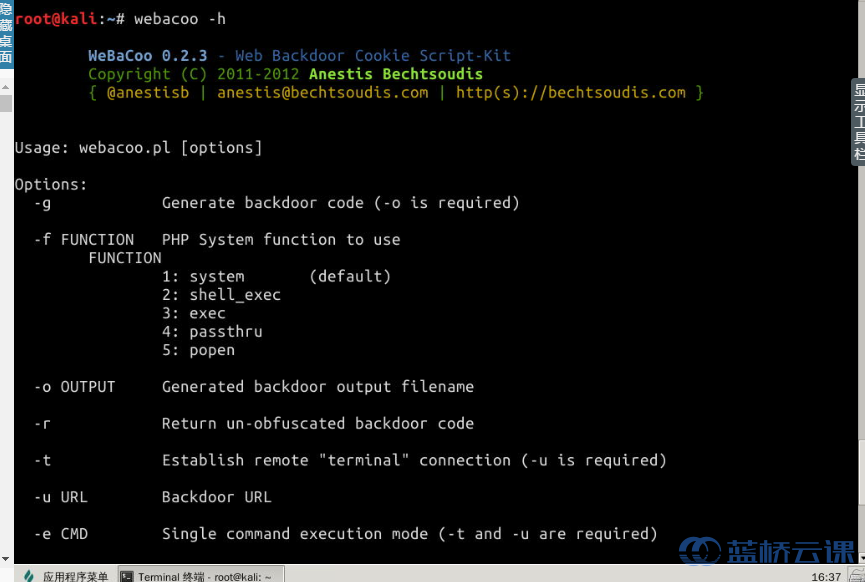 隐藏桌面
root@kali:~# webacoo -h
WeBaCoo 0.2.3 - Web Backdoor Cookie Script-Kit
Copyright (C) 2011-2012 Anestis Bechtsoudis
{ @anestisb | anestis@bechtsoudis.com | http(s)://bechtsoudis.com }
Usage: webacoo.pl [options]
Options:
-g Generate backdoor code (-o is required)
-f FUNCTION PHP System function to use
FUNCTION
1: system (default)
2: shell_exec
3: exec
4: passthru
5: popen
-o OUTPUT Generated backdoor output filename
-r Return un-obfuscated backdoor code
-t Establish remote "terminal" connection (-u is required)
-u URL Backdoor URL
-e CMD Single command execution mode (-t and -u are required)
显示工具栏
蓝桥云课
应用程序菜单
Terminal 终端 - root@kali: ~
16:37